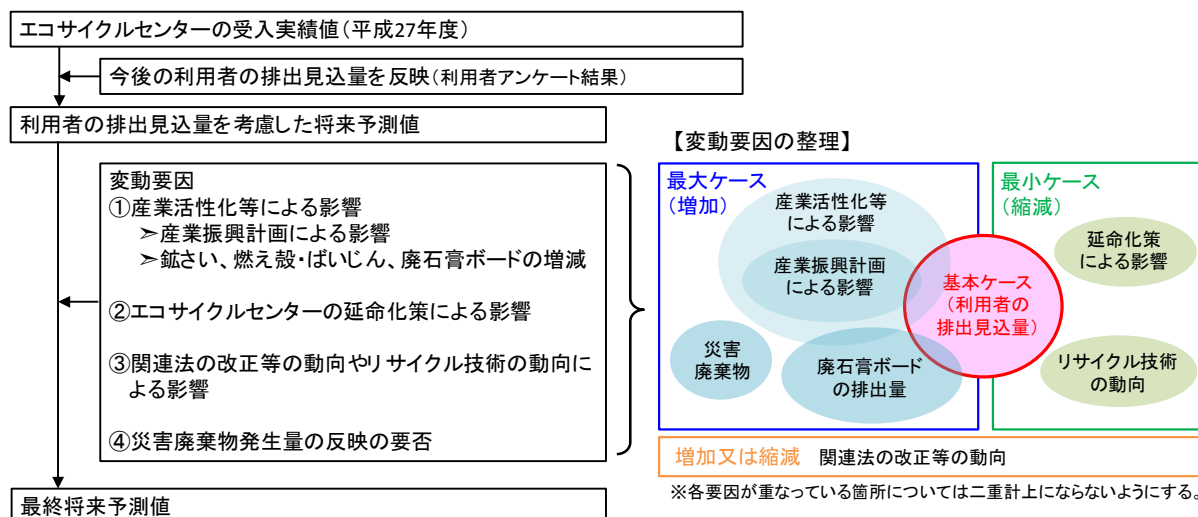 エコサイクルセンターの受入実績値(平成27年度)
今後の利用者の排出見込量を反映(利用者アンケート結果)
利用者の排出見込量を考慮した将来予測値
変動要因
①産業活性化等による影響
➣産業振興計画による影響
➣鉱さい、燃え殻・ばいじん、廃石膏ボードの増減
②エコサイクルセンターの延命化策による影響
③関連法の改正等の動向やリサイクル技術の動向に
よる影響
④災害廃棄物発生量の反映の要否
最終将来予測値
【変動要因の整理】
最大ケース
(増加)
産業活性化等
による影響
産業振興計画
による影響
災害
廃棄物
廃石膏ボード
の排出量
基本ケース
(利用者の
排出見込量)
最小ケース
(縮減)
延命化策
による影響
リサイクル技術
の動向
増加又は縮減 関連法の改正等の動向
※各要因が重なっている箇所については二重計上にならないようにする。